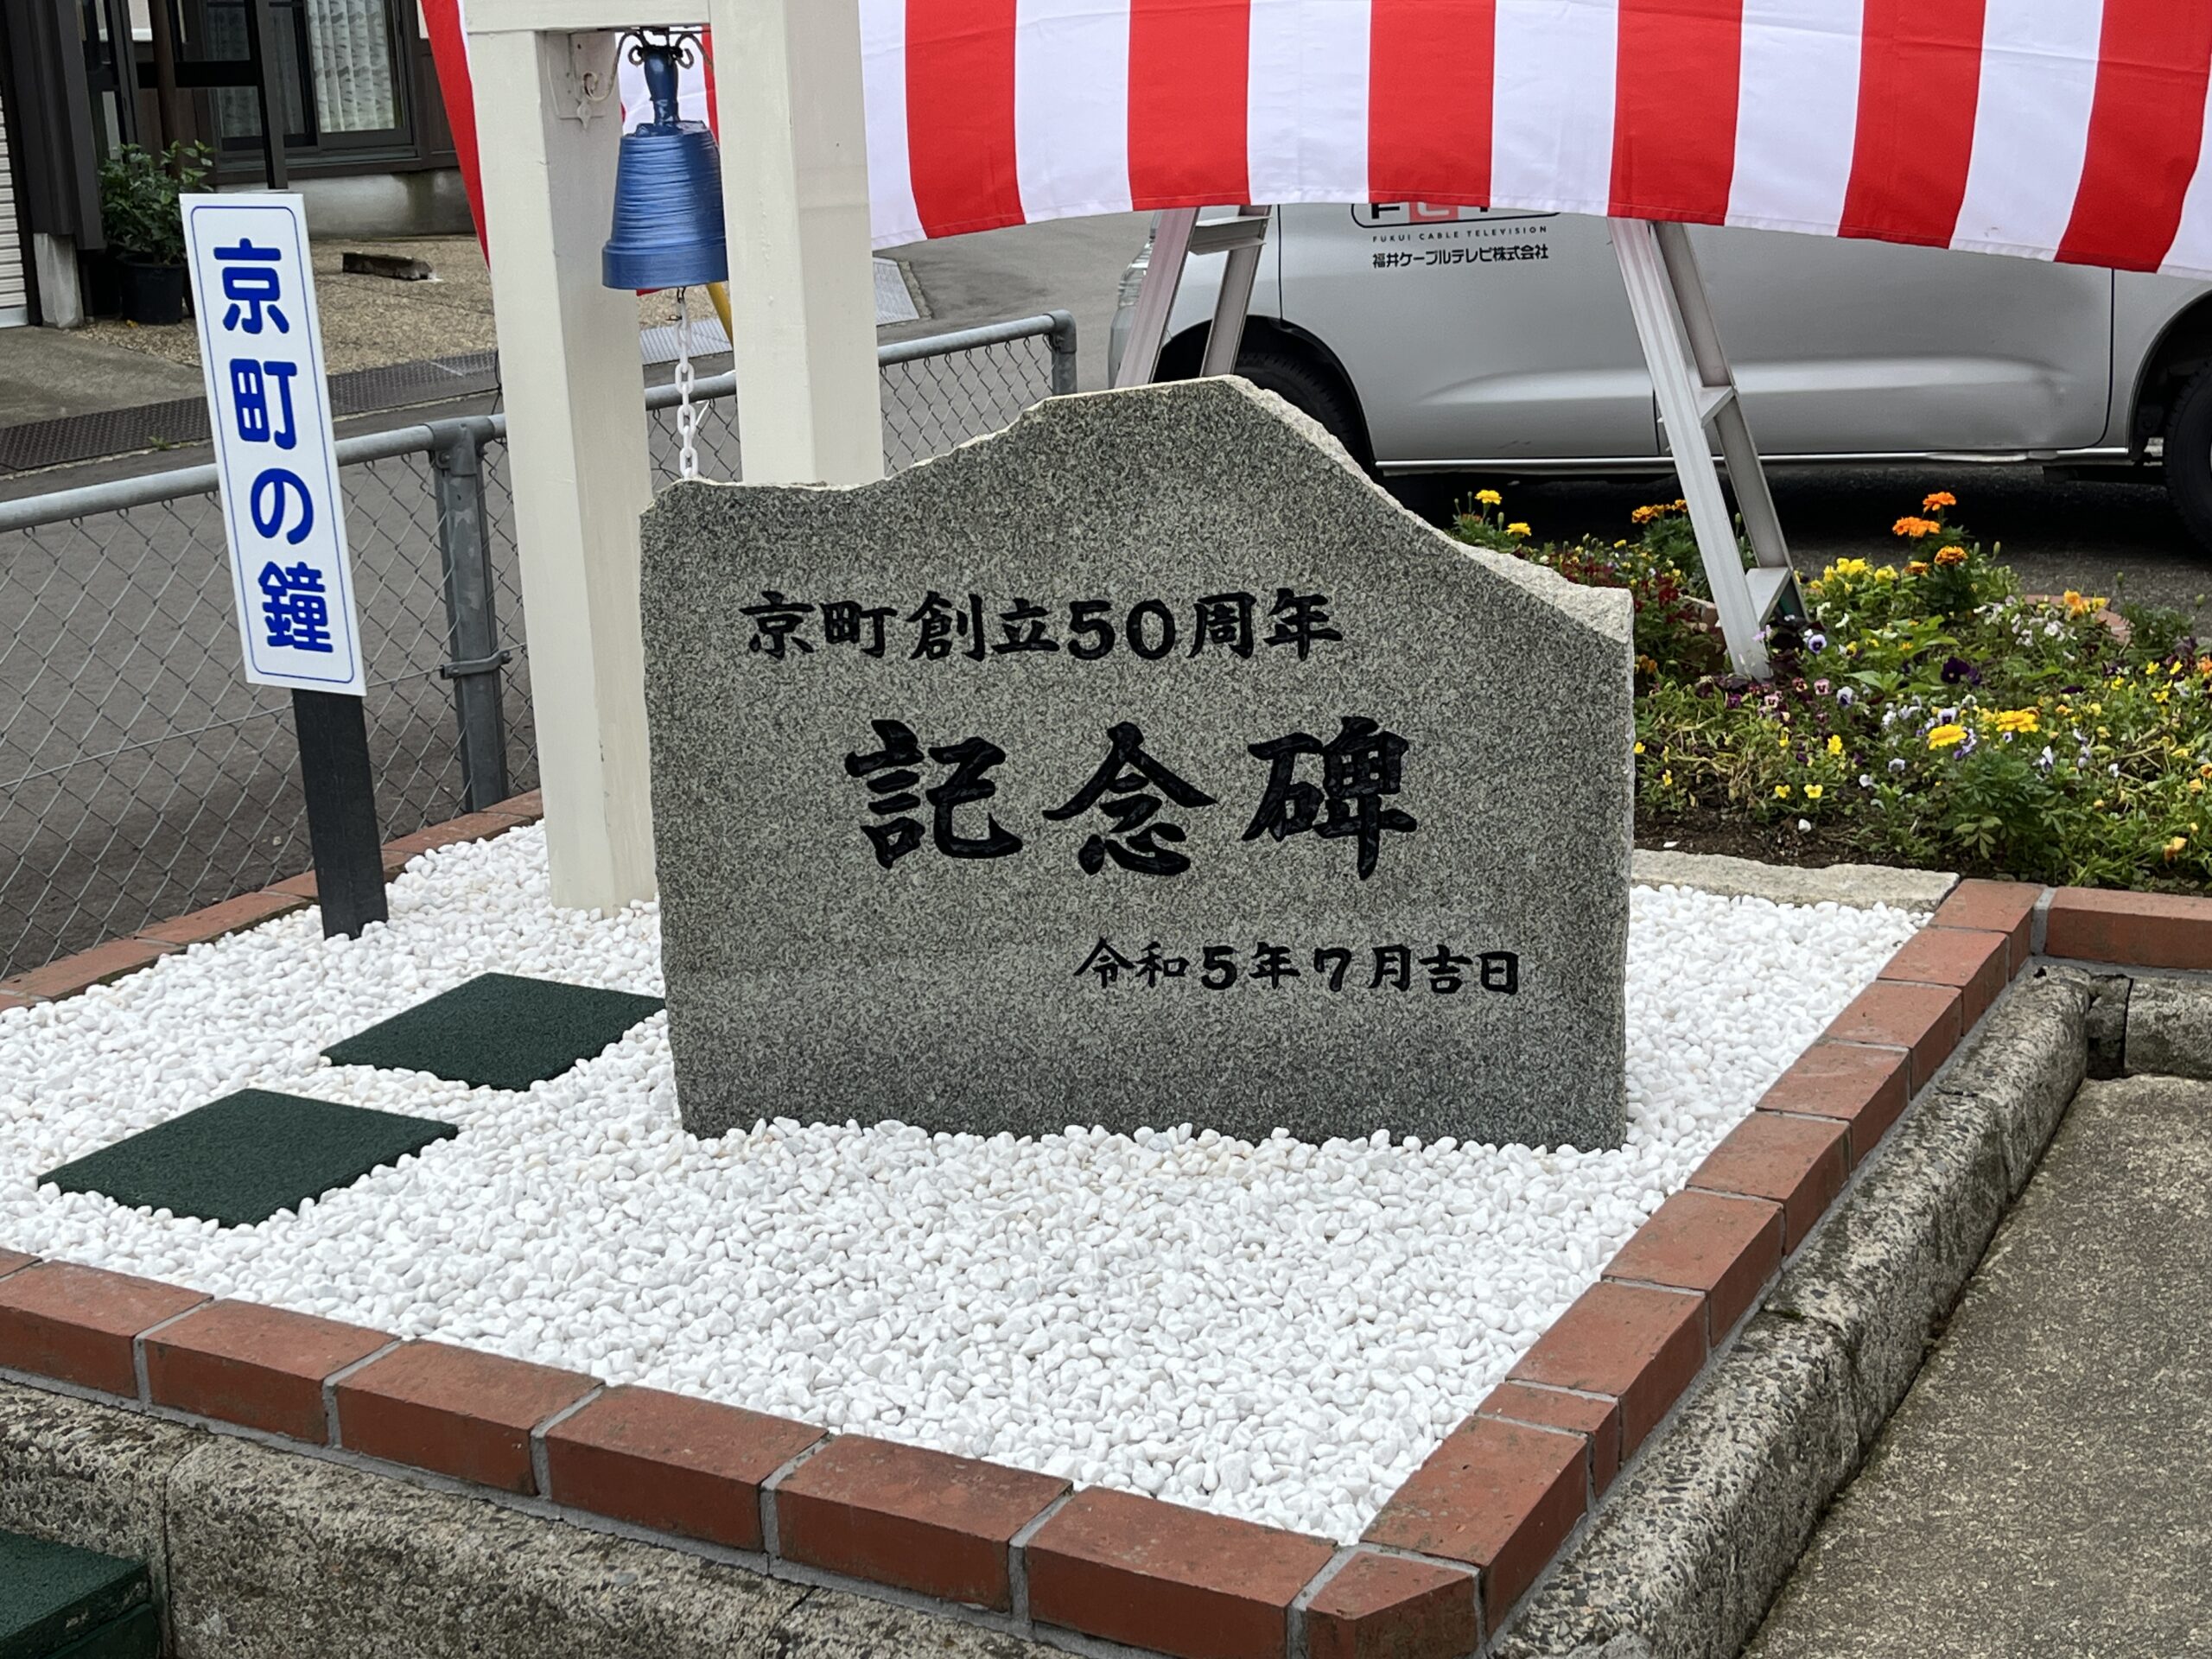 京町の鐘
FUKUI CABLE TELEVISION
福井ケーブルテレビ株式会社
京町創立50周年
記念碑
令和5年7月吉日